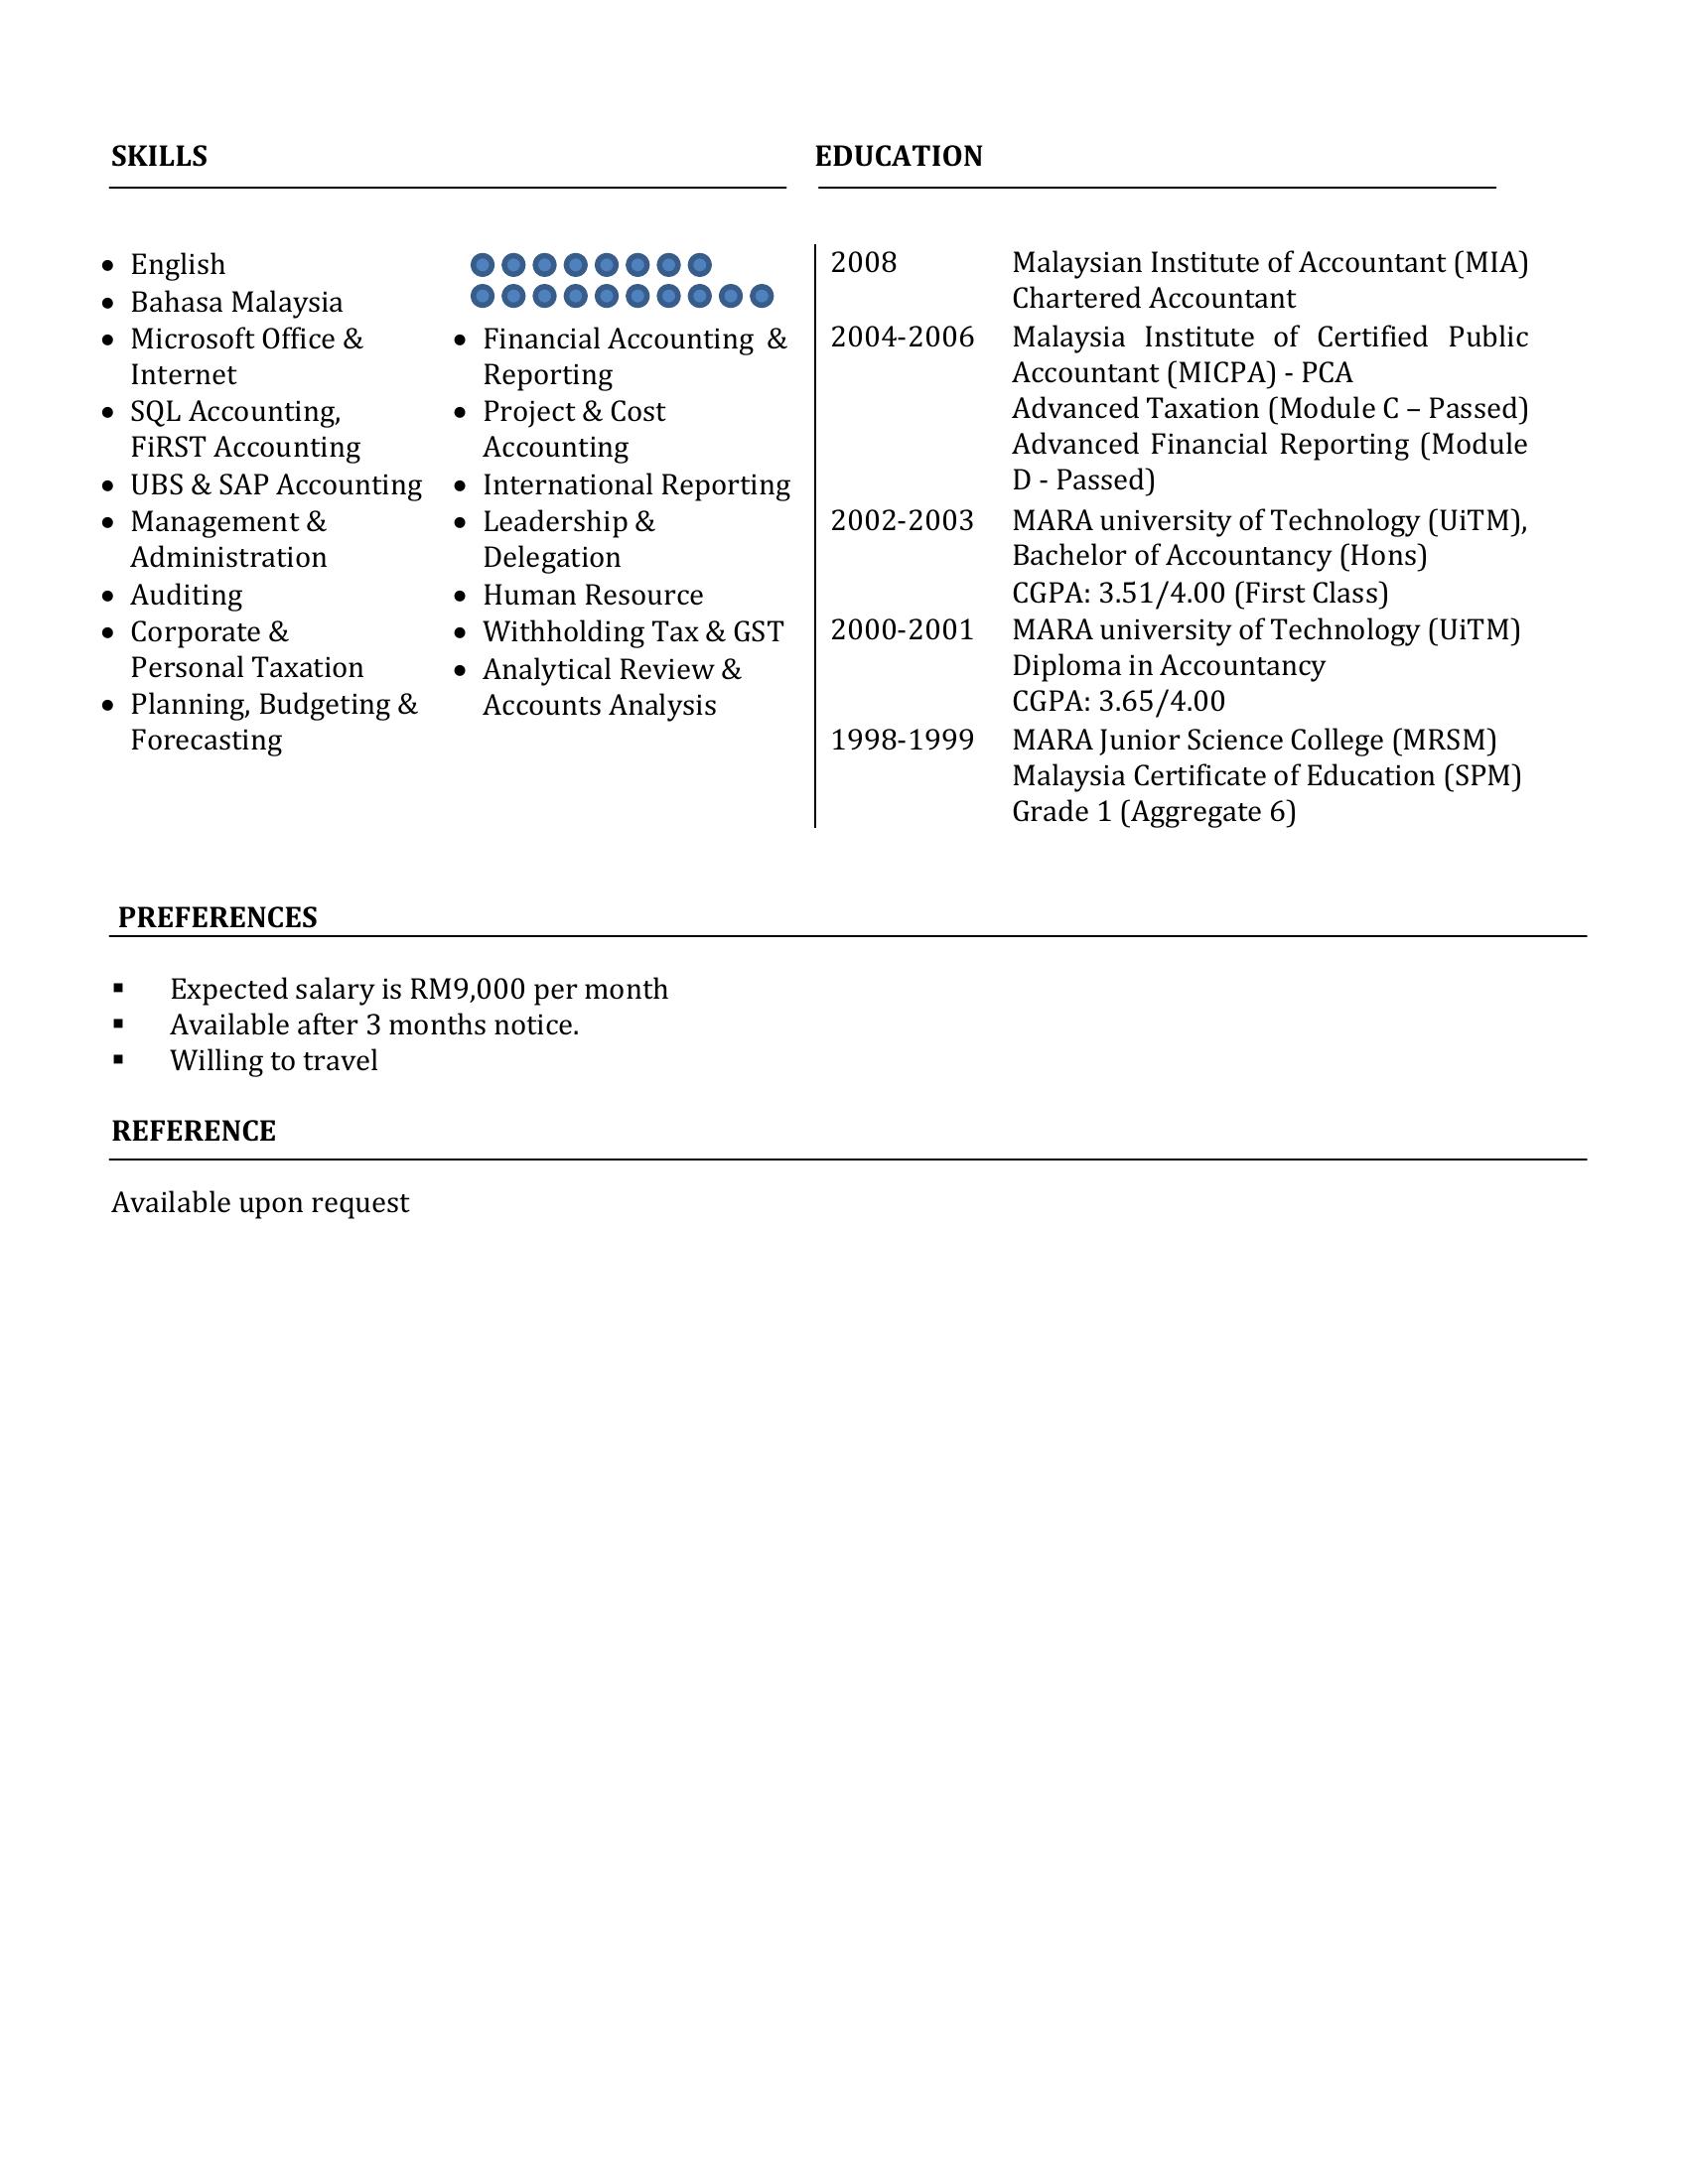 SKILLS
English
Bahasa Malaysia
Microsoft Office &
Internet
SQL Accounting,
FiRST Accounting
UBS & SAP Accounting
Management &
Administration
Auditing
Corporate &
Personal Taxation
Planning, Budgeting &
Forecasting
Financial Accounting &
Reporting
Project & Cost
Accounting
International Reporting
Leadership &
Delegation
Human Resource
Withholding Tax & GST
Analytical Review &
Accounts Analysis
EDUCATION
2008 Malaysian Institute of Accountant (MIA)
Chartered Accountant
2004-2006 Malaysia Institute of Certified Public
Accountant (MICPA) - PCA
Advanced Taxation (Module C – Passed)
Advanced Financial Reporting (Module
D - Passed)
2002-2003 MARA university of Technology (UiTM),
Bachelor of Accountancy (Hons)
CGPA: 3.51/4.00 (First Class)
2000-2001 MARA university of Technology (UiTM)
Diploma in Accountancy
CGPA: 3.65/4.00
1998-1999 MARA Junior Science College (MRSM)
Malaysia Certificate of Education (SPM)
Grade 1 (Aggregate 6)
PREFERENCES
Expected salary is RM9,000 per month
Available after 3 months notice.
Willing to travel
REFERENCE
Available upon request